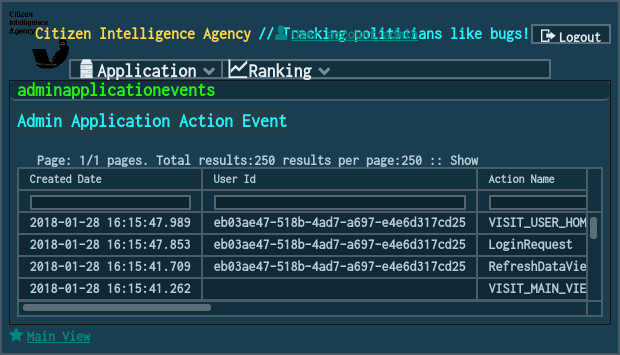 Citizen
Intelligence
Agency
Citizen Intelligence Agency // Tracking politicians like bugs!
Logout
Application
Ranking
adminapplicationevents
Admin Application Action Event
Page: 1/1 pages. Total results:250 results per page:250 :: Show
Created Date User Id Action Name
2018-01-28 16:15:47.989 eb03ae47-518b-4ad7-a697-e4e6d317cd25 VISIT_USER_HOM
2018-01-28 16:15:47.853 eb03ae47-518b-4ad7-a697-e4e6d317cd25 LoginRequest
2018-01-28 16:15:41.709 eb03ae47-518b-4ad7-a697-e4e6d317cd25 RefreshDataVie
2018-01-28 16:15:41.262 VISIT_MAIN_VIE
Main View